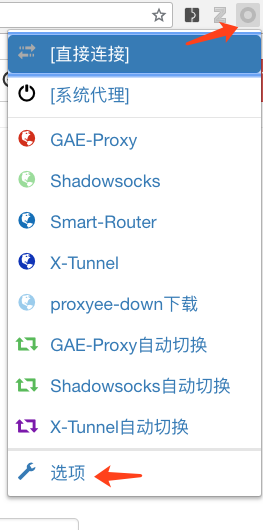 [直接连接]
[系统代理]
GAE-Proxy
Shadowsocks
Smart-Router
X-Tunnel
proxyee-down下载
GAE-Proxy自动切换
Shadowsocks自动切换
X-Tunnel自动切换
选项